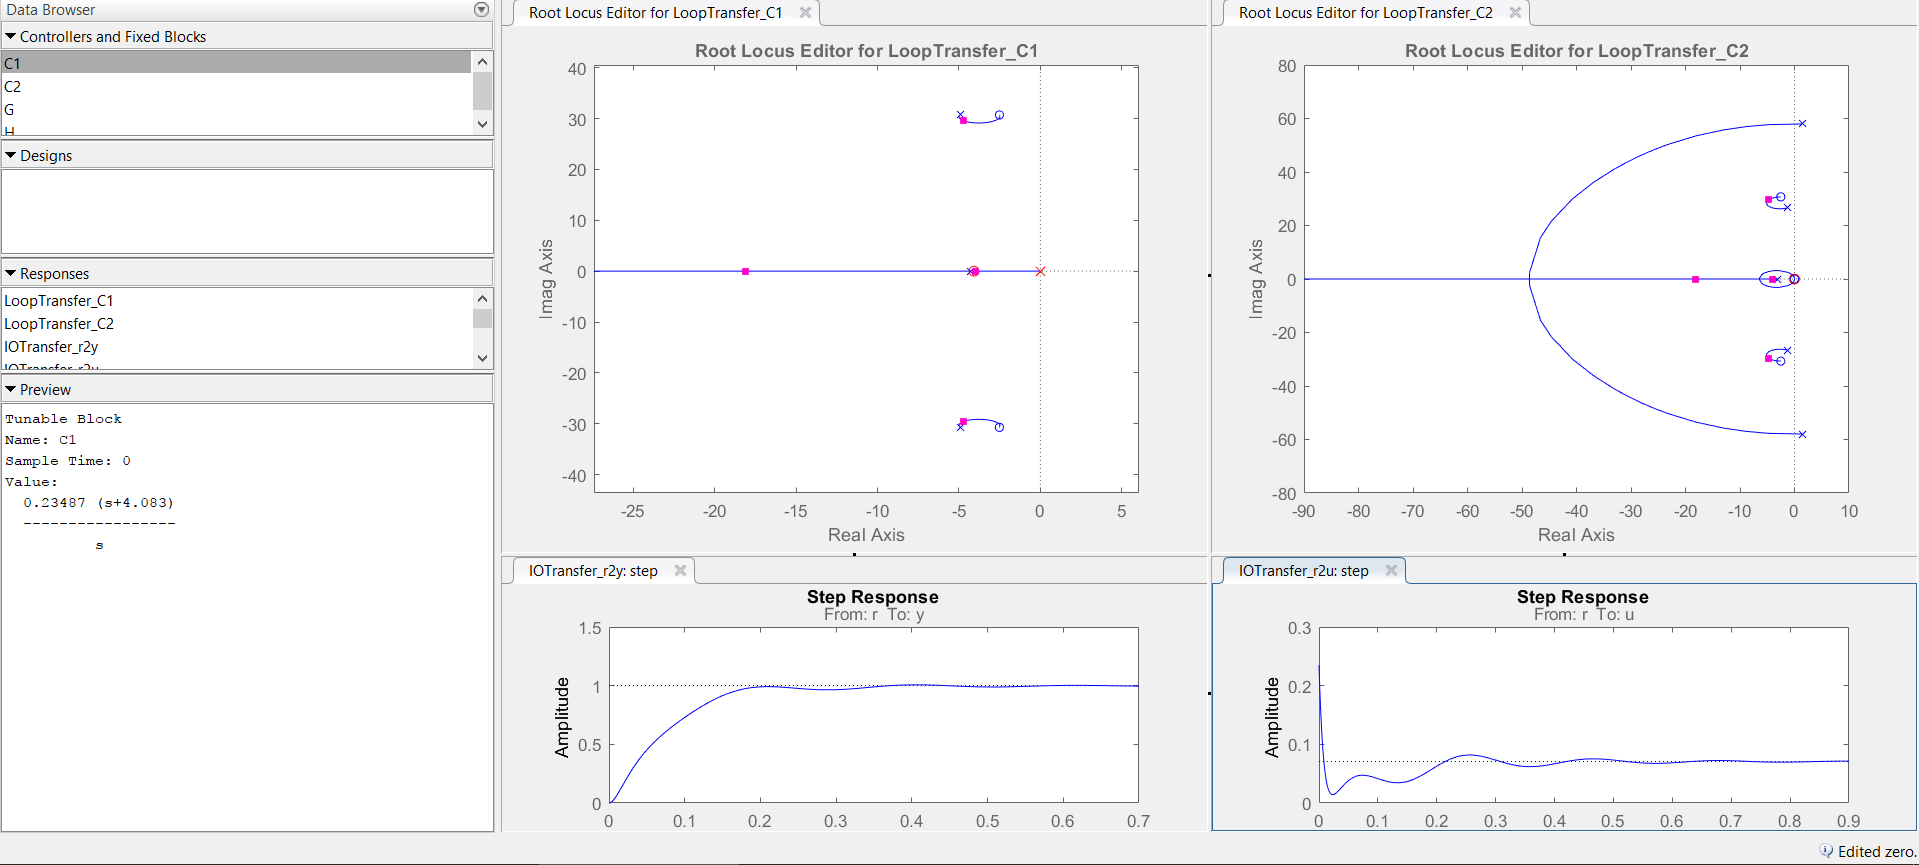 Data Browser
Controllers and Fixed Blocks
C1
C2
G
H
Designs
Responses
LoopTransfer_C1
LoopTransfer_C2
IOTransfer_r2y
IOTransfer_r2u
Preview
Tunable Block
Name: C1
Sample Time: 0
Value:
0.23487 (s+4.083)
-----------------
s
Root Locus Editor for LoopTransfer_C1
Root Locus Editor for LoopTransfer_C1
40
30
20
10
0
-10
-20
-30
-40
Imag Axis
-25 -20 -15 -10 -5 0 5
Real Axis
Root Locus Editor for LoopTransfer_C2
Root Locus Editor for LoopTransfer_C2
80
60
40
20
0
-20
-40
-60
-80
Imag Axis
-90 -80 -70 -60 -50 -40 -30 -20 -10 0 10
Real Axis
IOTransfer_r2y: step
Step Response
From: r To: y
1.5
1
0.5
0
Amplitude
0 0.1 0.2 0.3 0.4 0.5 0.6 0.7
IOTransfer_r2u: step
Step Response
From: r To: u
0.3
0.2
0.1
0
Amplitude
0 0.1 0.2 0.3 0.4 0.5 0.6 0.7 0.8 0.9
Edited zero.